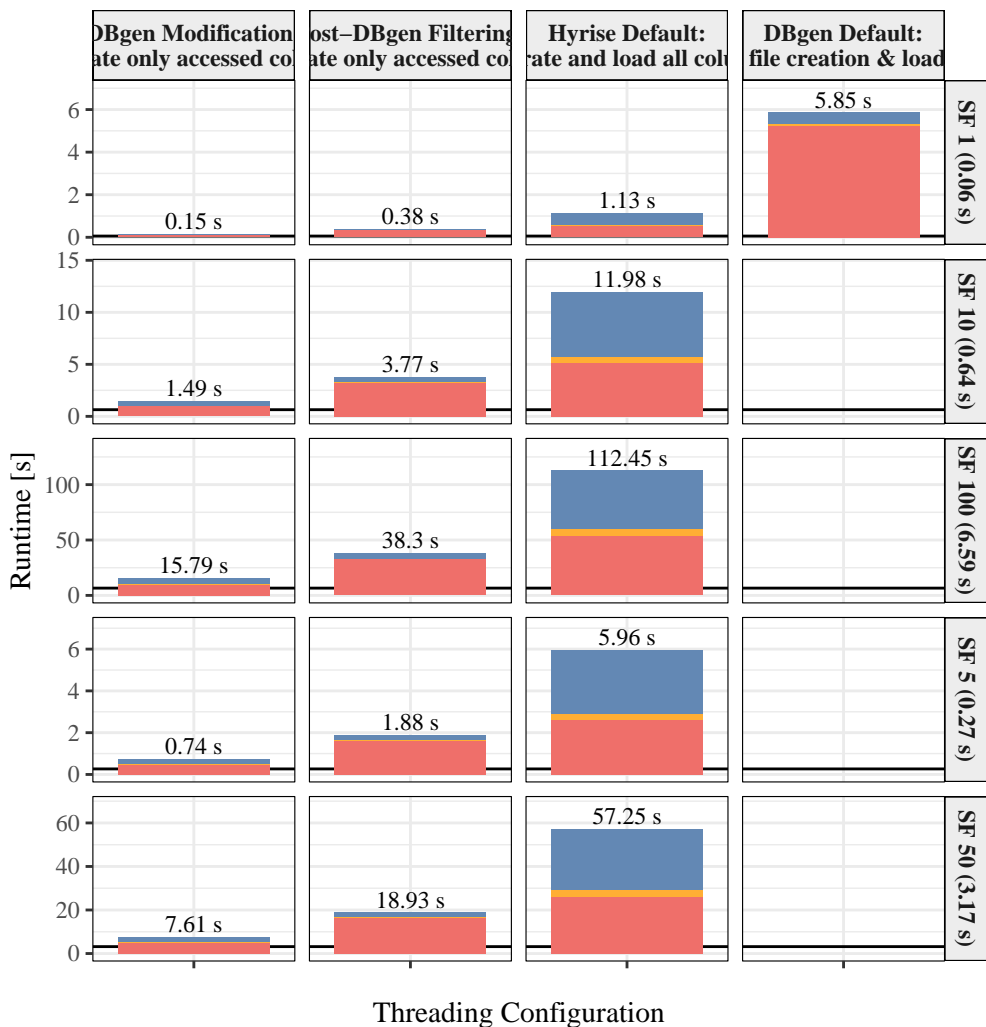 DBgen Modification
ost−DBgen Filtering
Hyrise Default:
DBgen Default:
ate only accessed col
ate only accessed col
rate and load all colu
file creation & load
6
4
2
0
0.15 s
0.38 s
1.13 s
5.85 s
SF 1 (0.06 s)
15
10
5
0
1.49 s
3.77 s
11.98 s
SF 10 (0.64 s)
100
50
0
15.79 s
38.3 s
112.45 s
SF 100 (6.59 s)
6
4
2
0
0.74 s
1.88 s
5.96 s
SF 5 (0.27 s)
60
40
20
0
7.61 s
18.93 s
57.25 s
SF 50 (3.17 s)
Runtime [s]
Threading Configuration